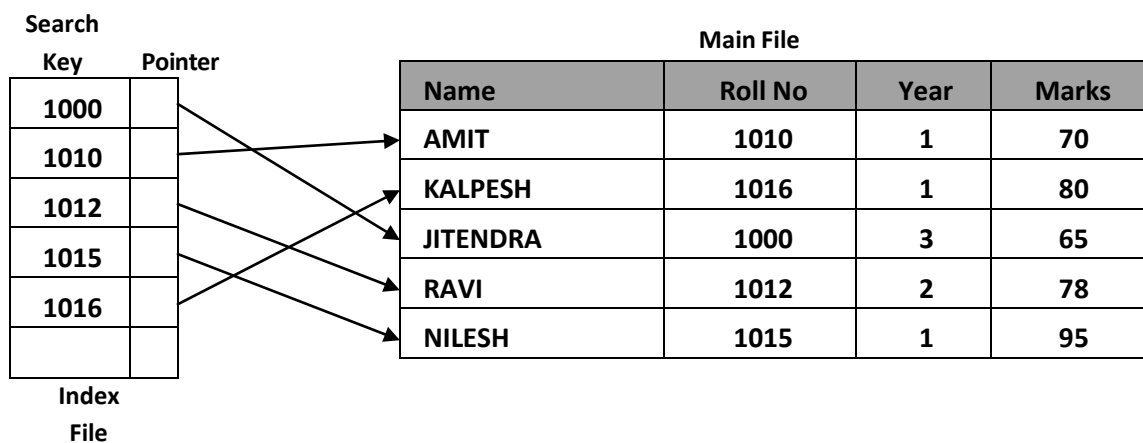 Search
Key Pointer
1000
1010
1012
1015
1016
Index
File
Main File
Name Roll No Year Marks
AMIT 1010 1 70
KALPESH 1016 1 80
JITENDRA 1000 3 65
RAVI 1012 2 78
NILESH 1015 1 95